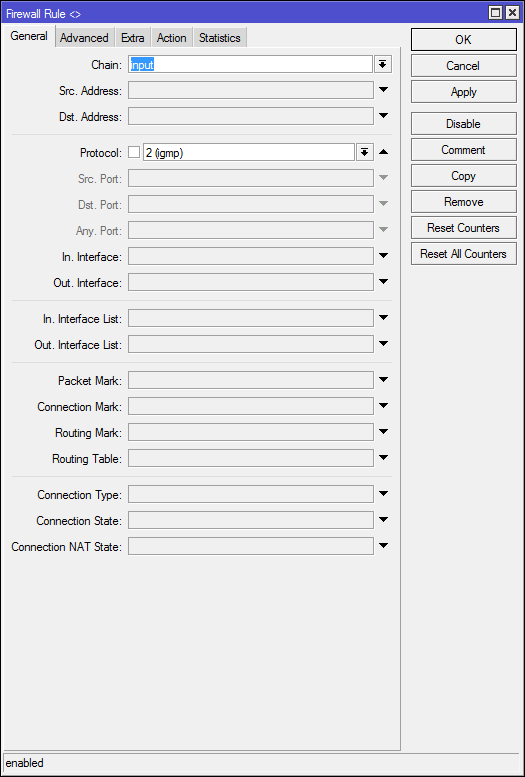 Firewall Rule <>
General Advanced Extra Action Statistics
OK
Chain: input
Cancel
Src. Address:
Apply
Dst. Address:
Disable
Protocol: 2 (igmp)
Comment
Src. Port:
Copy
Dst. Port:
Remove
Any. Port:
Reset Counters
In. Interface:
Reset All Counters
Out. Interface:
In. Interface List:
Out. Interface List:
Packet Mark:
Connection Mark:
Routing Mark:
Routing Table:
Connection Type:
Connection State:
Connection NAT State:
enabled